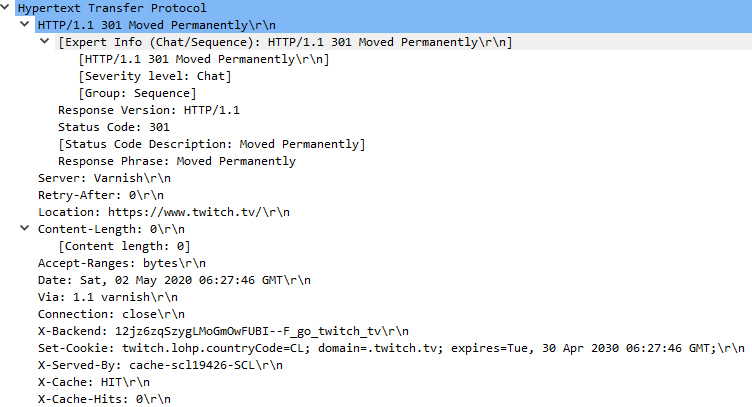 Hypertext Transfer Protocol
HTTP/1.1 301 Moved Permanently\r\n
[Expert Info (Chat/Sequence): HTTP/1.1 301 Moved Permanently\r\n]
[HTTP/1.1 301 Moved Permanently\r\n]
[Severity level: Chat]
[Group: Sequence]
Response Version: HTTP/1.1
Status Code: 301
[Status Code Description: Moved Permanently]
Response Phrase: Moved Permanently
Server: Varnish\r\n
Retry-After: 0\r\n
Location: https://www.twitch.tv/\r\n
Content-Length: 0\r\n
[Content length: 0]
Accept-Ranges: bytes\r\n
Date: Sat, 02 May 2020 06:27:46 GMT\r\n
Via: 1.1 varnish\r\n
Connection: close\r\n
X-Backend: 12jz6zqSzygLMoGmOwFUBI--F_go_twitch_tv\r\n
Set-Cookie: twitch.lohp.countryCode=CL; domain=.twitch.tv; expires=Tue, 30 Apr 2030 06:27:46 GMT;\r\n
X-Served-By: cache-scl19426-SCL\r\n
X-Cache: HIT\r\n
X-Cache-Hits: 0\r\n